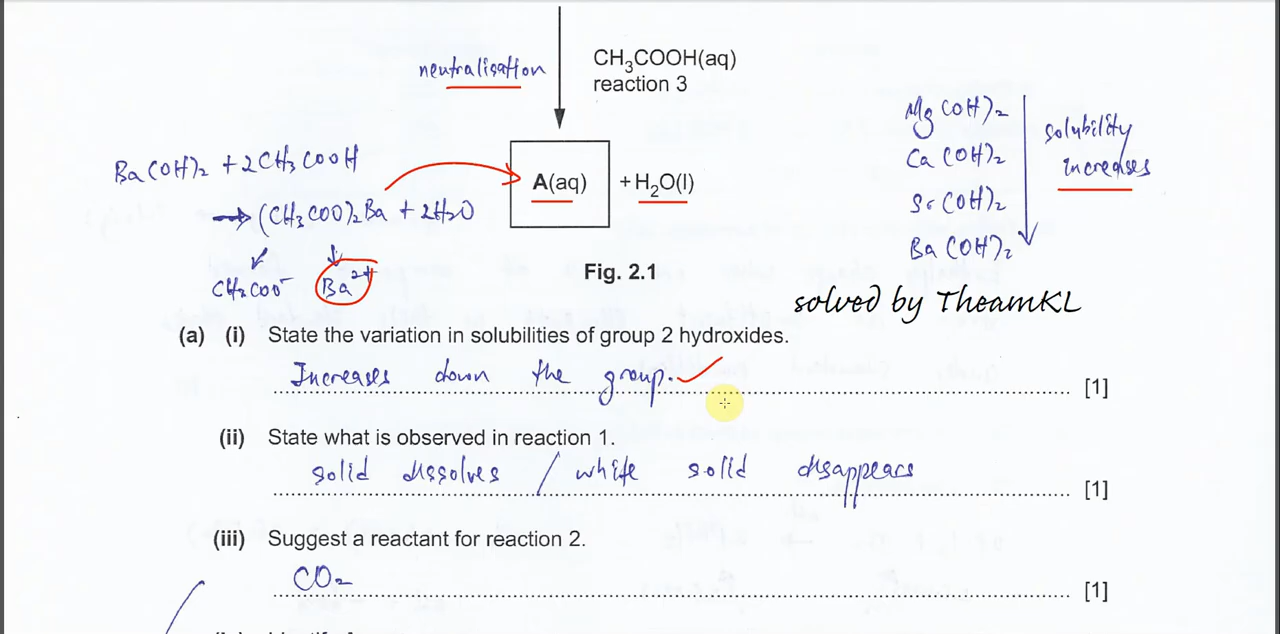 neutralisation
CH₃COOH(aq)
reaction 3
Mg(OH)₂
Ca(OH)₂
Sr(OH)₂
Ba(OH)₂
solubility
increases
Ba(OH)₂ + 2CH₃COOH
→ (CH₃COO)₂Ba + 2H₂O
CH₃COO⁻ Ba²⁺
A(aq) + H₂O(l)
Fig. 2.1
solved by TheamKL
(a) (i) State the variation in solubilities of group 2 hydroxides.
Increases down the group. ✓ [1]
(ii) State what is observed in reaction 1.
solid dissolves / white solid disappears [1]
(iii) Suggest a reactant for reaction 2.
CO₂ [1]